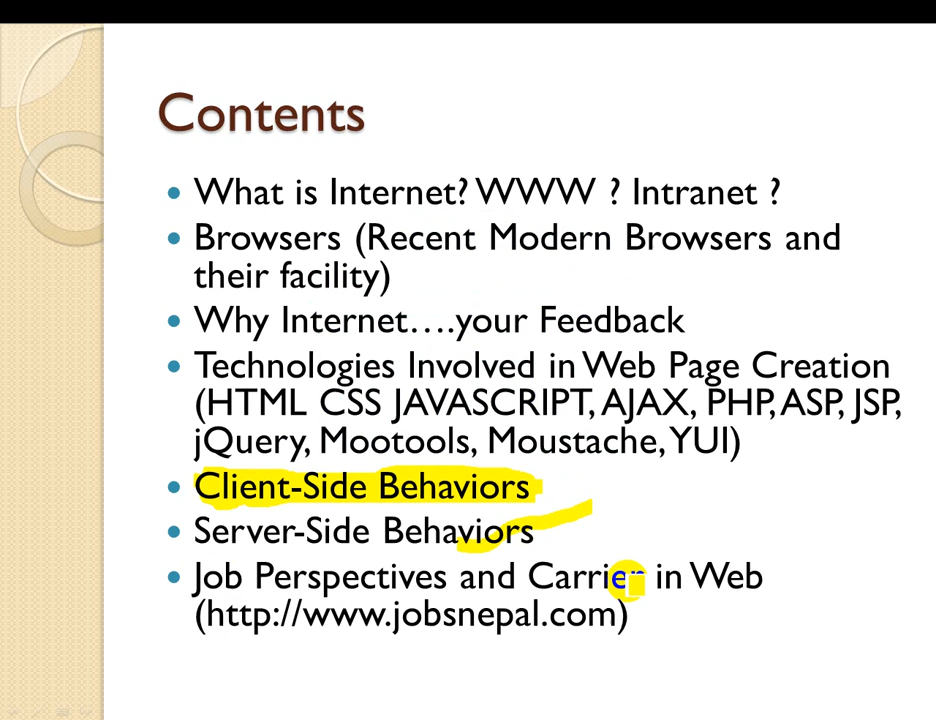 Contents
• What is Internet? WWW ? Intranet ?
• Browsers (Recent Modern Browsers and
their facility)
• Why Internet….your Feedback
• Technologies Involved in Web Page Creation
(HTML CSS JAVASCRIPT, AJAX, PHP, ASP, JSP,
jQuery, Mootools, Moustache, YUI)
• Client-Side Behaviors
• Server-Side Behaviors
• Job Perspectives and Carrier in Web
(http://www.jobsnepal.com)